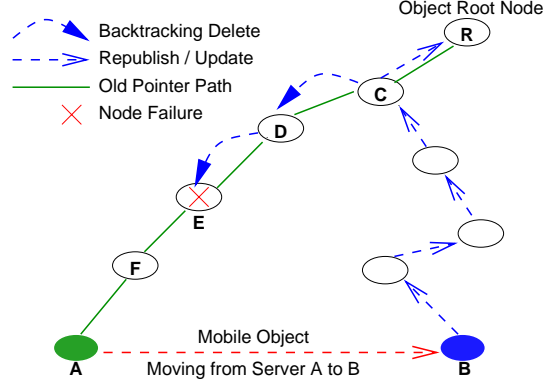 Object Root Node
Backtracking Delete
Republish / Update
Old Pointer Path
Node Failure
R
C
D
E
F
A
B
Mobile Object
Moving from Server A to B